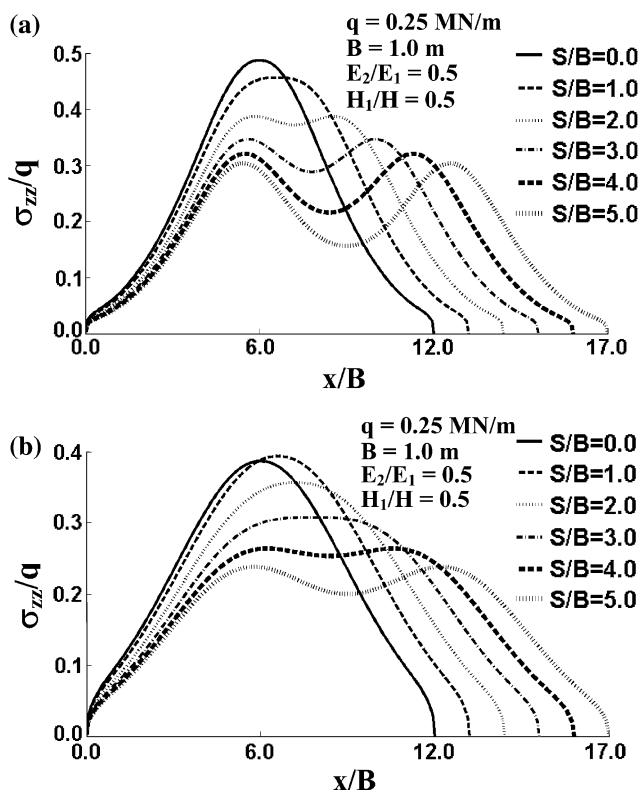 (a)
q = 0.25 MN/m
B = 1.0 m
E₂/E₁ = 0.5
H₁/H = 0.5
S/B=0.0
S/B=1.0
S/B=2.0
S/B=3.0
S/B=4.0
S/B=5.0
0.5
0.4
0.3
0.2
0.1
0.0
σzz/q
0.0 6.0 12.0 17.0
x/B
(b)
q = 0.25 MN/m
B = 1.0 m
E₂/E₁ = 0.5
H₁/H = 0.5
S/B=0.0
S/B=1.0
S/B=2.0
S/B=3.0
S/B=4.0
S/B=5.0
0.4
0.3
0.2
0.1
0.0
σzz/q
0.0 6.0 12.0 17.0
x/B